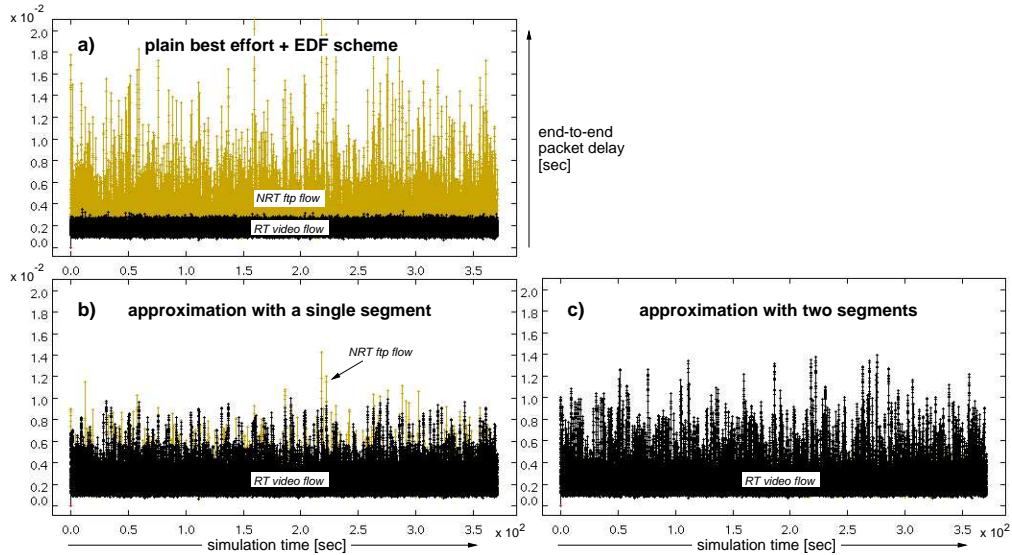 x 10⁻²
a) plain best effort + EDF scheme
2.0
1.8
1.6
1.4
1.2
1.0
0.8
0.6
0.4
0.2
0.0
NRT ftp flow
RT video flow
0.0 0.5 1.0 1.5 2.0 2.5 3.0 3.5
end-to-end
packet delay
[sec]
x 10⁻²
b) approximation with a single segment
2.0
1.8
1.6
1.4
1.2
1.0
0.8
0.6
0.4
0.2
0.0
NRT ftp flow
RT video flow
0.0 0.5 1.0 1.5 2.0 2.5 3.0 3.5 x 10²
simulation time [sec]
c) approximation with two segments
2.0
1.8
1.6
1.4
1.2
1.0
0.8
0.6
0.4
0.2
0.0
RT video flow
0.0 0.5 1.0 1.5 2.0 2.5 3.0 3.5 x 10²
simulation time [sec]